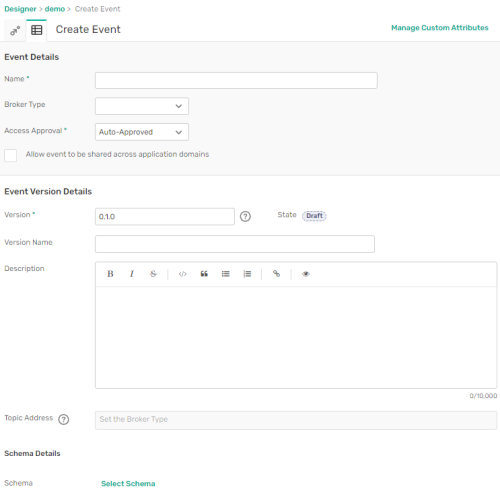 Designer > demo > Create Event
Create Event
Manage Custom Attributes
Event Details
Name *
Broker Type
Access Approval *
Auto-Approved
Allow event to be shared across application domains
Event Version Details
Version *
0.1.0
?
State
Draft
Version Name
Description
B I S </>
0/10,000
Topic Address
?
Set the Broker Type
Schema Details
Schema
Select Schema